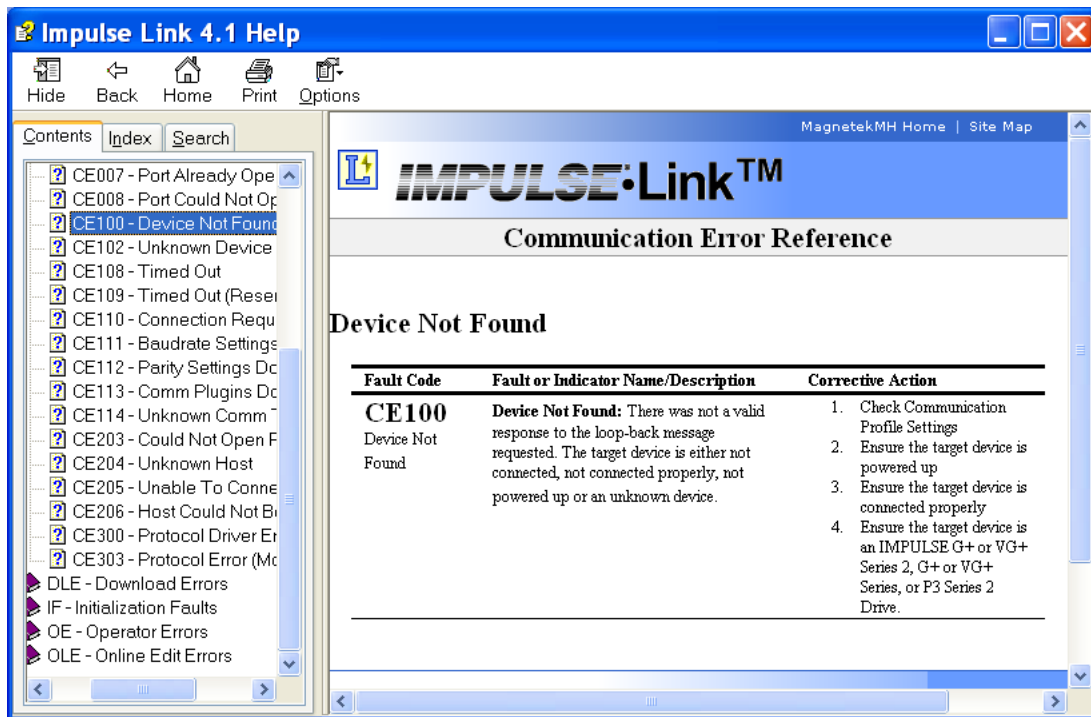 Impulse Link 4.1 Help
Hide Back Home Print Options
Contents Index Search
CE007 - Port Already Ope
CE008 - Port Could Not Op
CE100 - Device Not Found
CE102 - Unknown Device
CE108 - Timed Out
CE109 - Timed Out (Reser
CE110 - Connection Requ
CE111 - Baudrate Settings
CE112 - Parity Settings Do
CE113 - Comm Plugins Do
CE114 - Unknown Comm T
CE203 - Could Not Open F
CE204 - Unknown Host
CE205 - Unable To Conne
CE206 - Host Could Not B
CE300 - Protocol Driver Er
CE303 - Protocol Error (Mo
DLE - Download Errors
IF - Initialization Faults
OE - Operator Errors
OLE - Online Edit Errors
MagnetekMH Home | Site Map
L IMPULSE•Link™
Communication Error Reference
Device Not Found
Fault Code Fault or Indicator Name/Description Corrective Action
CE100
Device Not
Found
Device Not Found: There was not a valid
response to the loop-back message
requested. The target device is either not
connected, not connected properly, not
powered up or an unknown device.
1. Check Communication
Profile Settings
2. Ensure the target device is
powered up
3. Ensure the target device is
connected properly
4. Ensure the target device is
an IMPULSE G+ or VG+
Series 2, G+ or VG+
Series, or P3 Series 2
Drive.